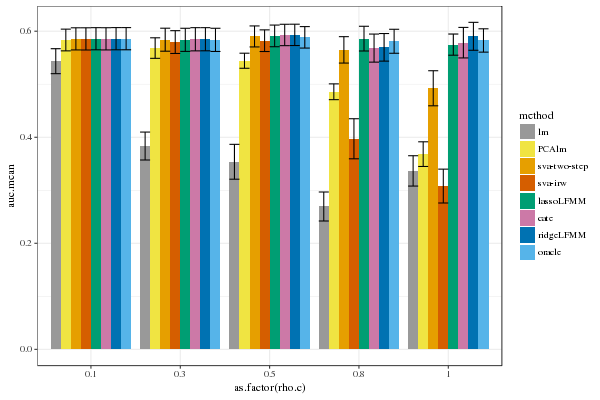 auc.mean
0.6
0.4
0.2
0.0
0.1 0.3 0.5 0.8 1
as.factor(rho.c)
method
lm
PCAlm
sva-two-step
sva-irw
lassoLFMM
cate
ridgeLFMM
oracle